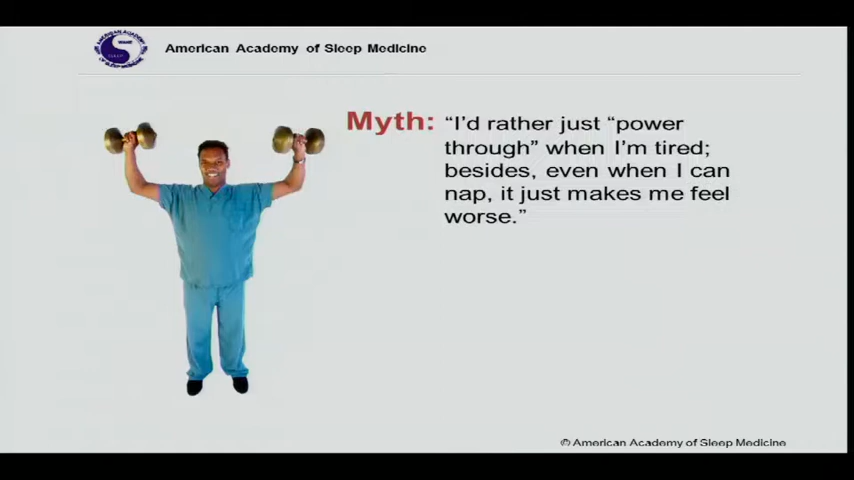 American Academy of Sleep Medicine
Myth: “I’d rather just “power
through” when I’m tired;
besides, even when I can
nap, it just makes me feel
worse.”
© American Academy of Sleep Medicine